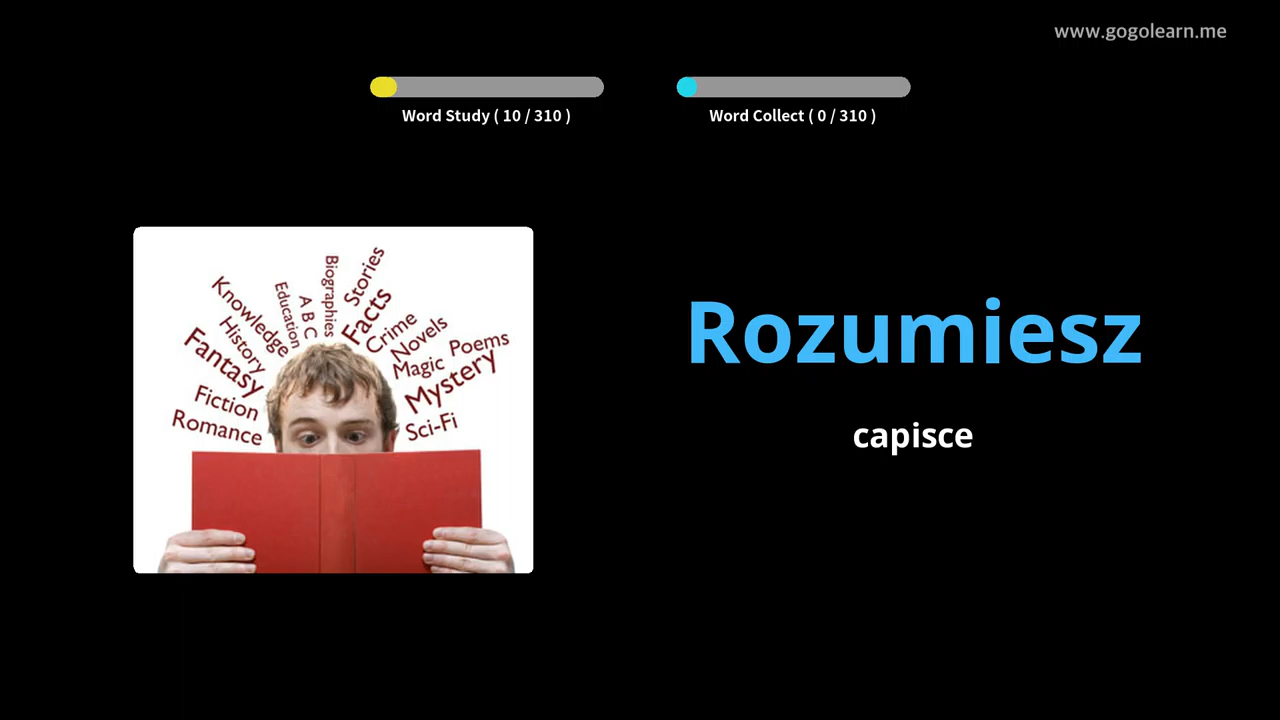 www.gogolearn.me
Word Study ( 10 / 310 )
Word Collect ( 0 / 310 )
Romance
Fiction
Fantasy
History
Knowledge
Education
A B C
Biographies
Stories
Facts
Crime
Novels
Magic
Poems
Mystery
Sci-Fi
Rozumiesz
capisce